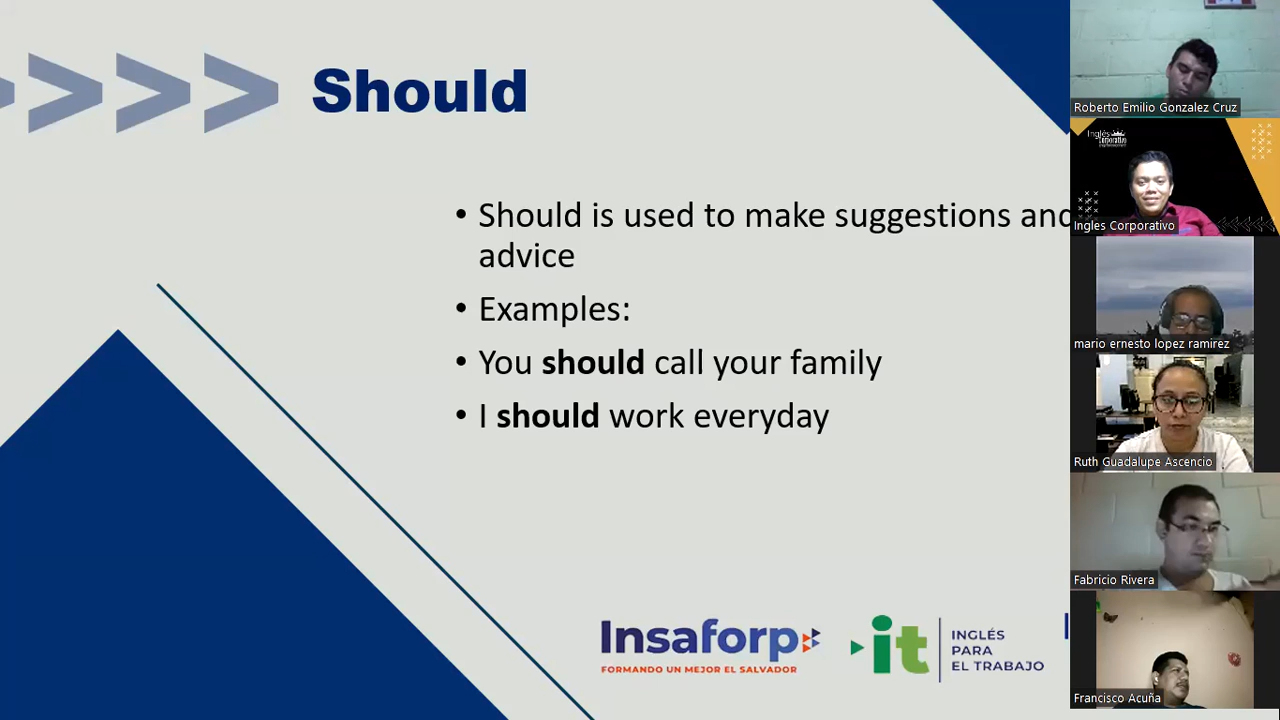 Should
• Should is used to make suggestions and
advice
• Examples:
• You should call your family
• I should work everyday
Insaforp
FORMANDO UN MEJOR EL SALVADOR
it
INGLÉS
PARA
EL TRABAJO
Roberto Emilio Gonzalez Cruz
Inglés
Corporativo
Ingles Corporativo
mario ernesto lopez ramirez
Ruth Guadalupe Ascencio
Fabricio Rivera
Francisco Acuña